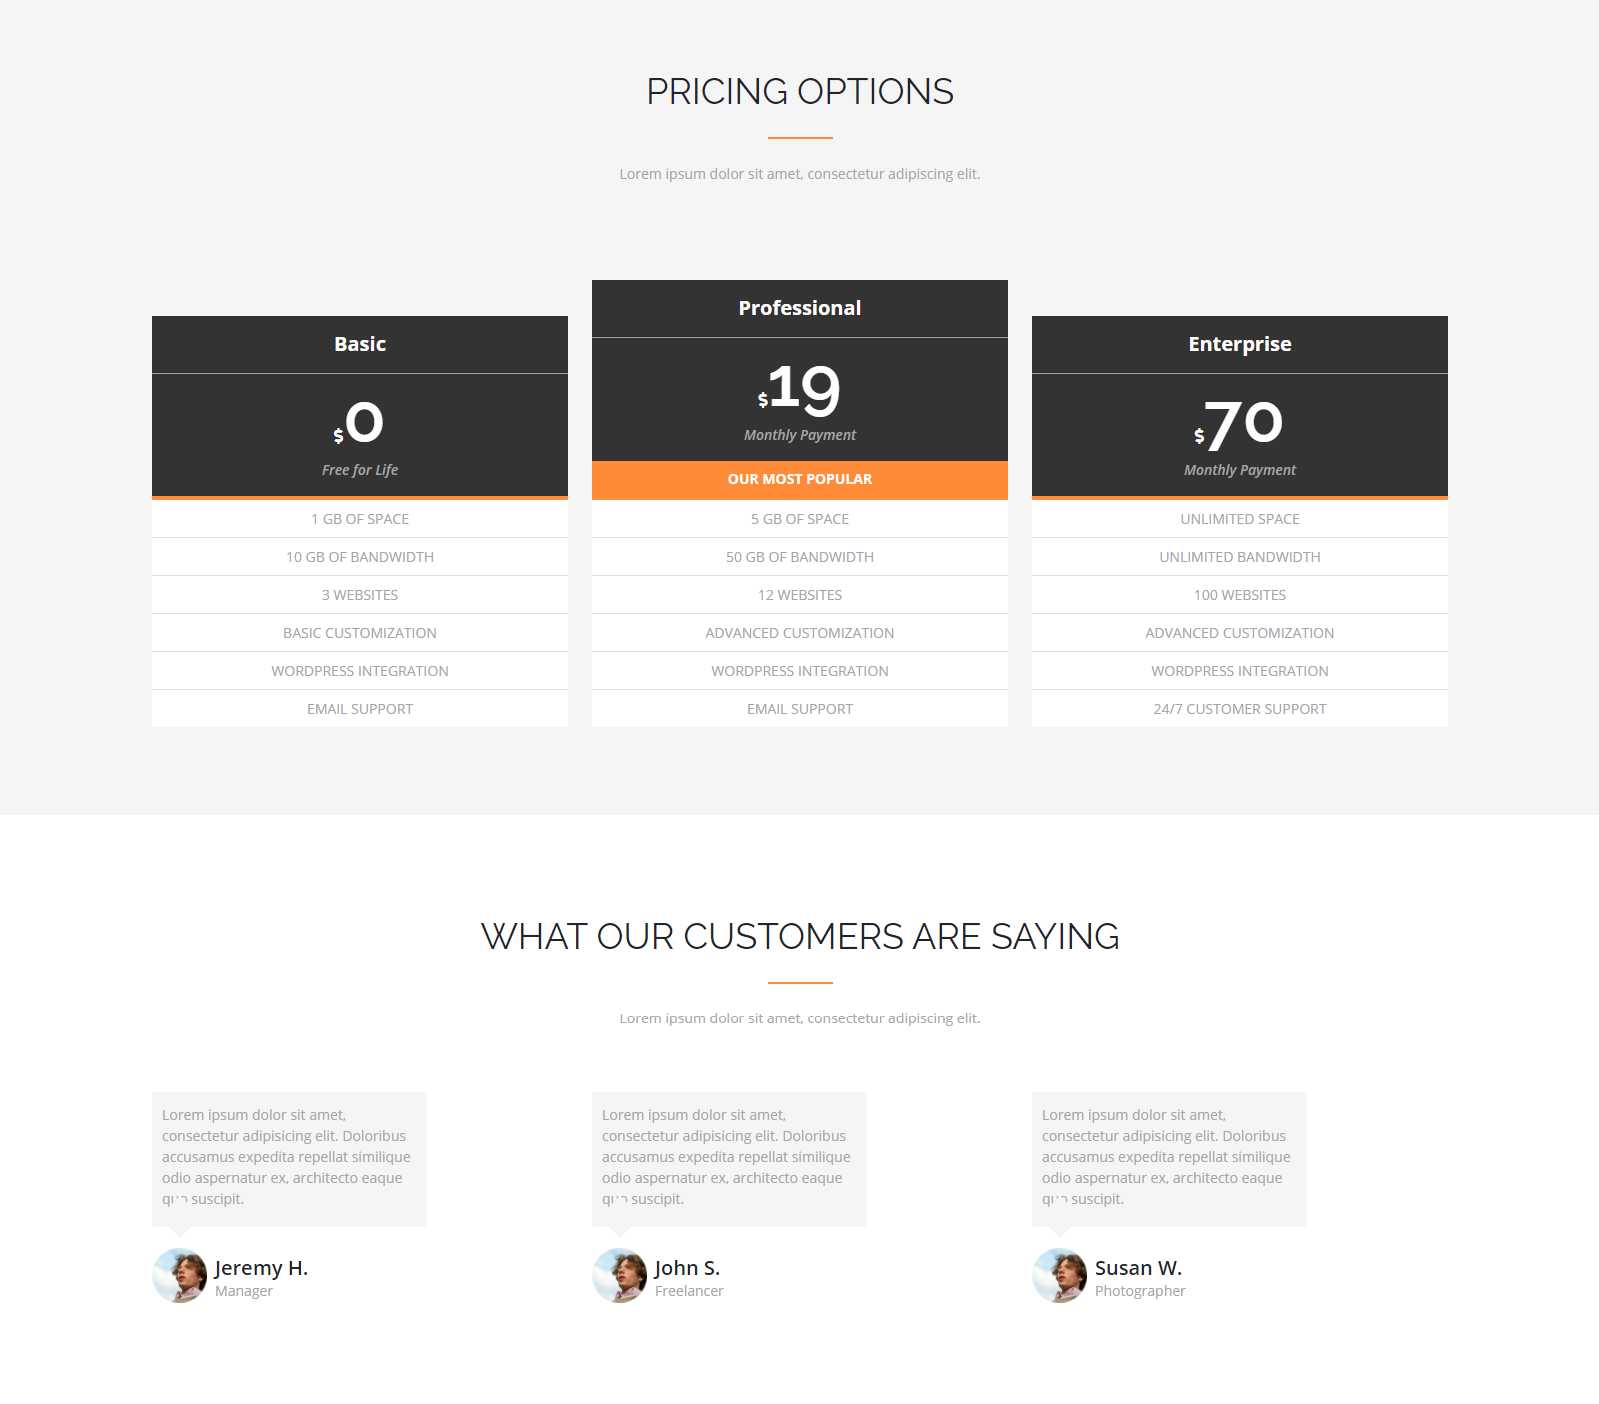 PRICING OPTIONS
Lorem ipsum dolor sit amet, consectetur adipiscing elit.
Basic
$0
Free for Life
1 GB OF SPACE
10 GB OF BANDWIDTH
3 WEBSITES
BASIC CUSTOMIZATION
WORDPRESS INTEGRATION
EMAIL SUPPORT
Professional
$19
Monthly Payment
OUR MOST POPULAR
5 GB OF SPACE
50 GB OF BANDWIDTH
12 WEBSITES
ADVANCED CUSTOMIZATION
WORDPRESS INTEGRATION
EMAIL SUPPORT
Enterprise
$70
Monthly Payment
UNLIMITED SPACE
UNLIMITED BANDWIDTH
100 WEBSITES
ADVANCED CUSTOMIZATION
WORDPRESS INTEGRATION
24/7 CUSTOMER SUPPORT
WHAT OUR CUSTOMERS ARE SAYING
Lorem ipsum dolor sit amet, consectetur adipiscing elit.
Lorem ipsum dolor sit amet,
consectetur adipisicing elit. Doloribus
accusamus expedita repellat similique
odio aspernatur ex, architecto eaque
suscipit.
Jeremy H.
Manager
Lorem ipsum dolor sit amet,
consectetur adipisicing elit. Doloribus
accusamus expedita repellat similique
odio aspernatur ex, architecto eaque
suscipit.
John S.
Freelancer
Lorem ipsum dolor sit amet,
consectetur adipisicing elit. Doloribus
accusamus expedita repellat similique
odio aspernatur ex, architecto eaque
suscipit.
Susan W.
Photographer